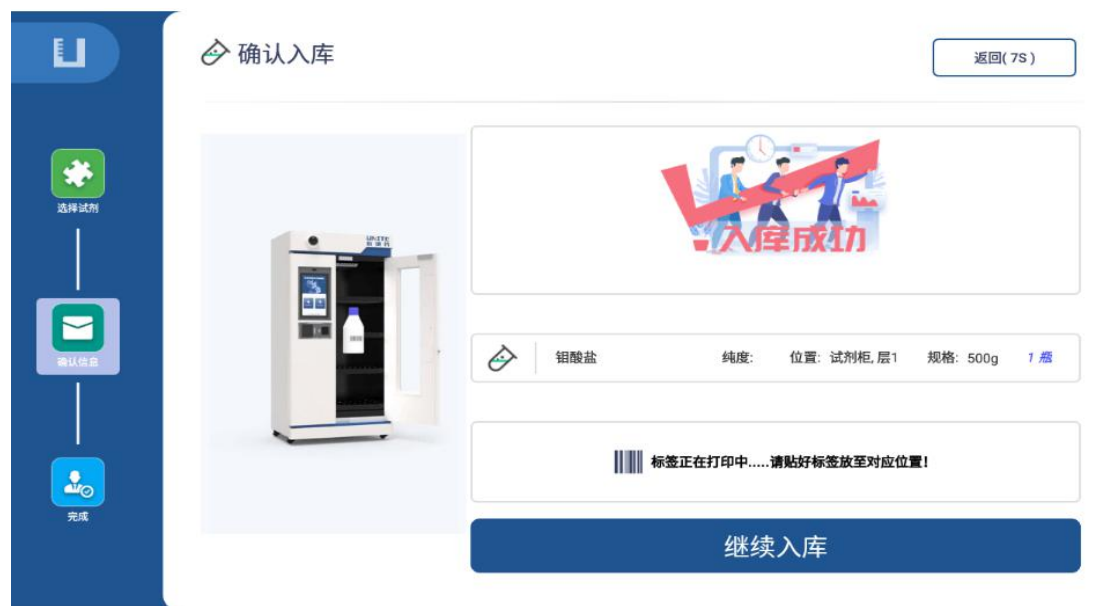 确认入库
返回( 7S )
选择试剂
确认信息
完成
UNITE
入库成功
钼酸盐 纯度: 位置: 试剂柜,层1 规格: 500g 1 瓶
标签正在打印中.....请贴好标签放至对应位置!
继续入库